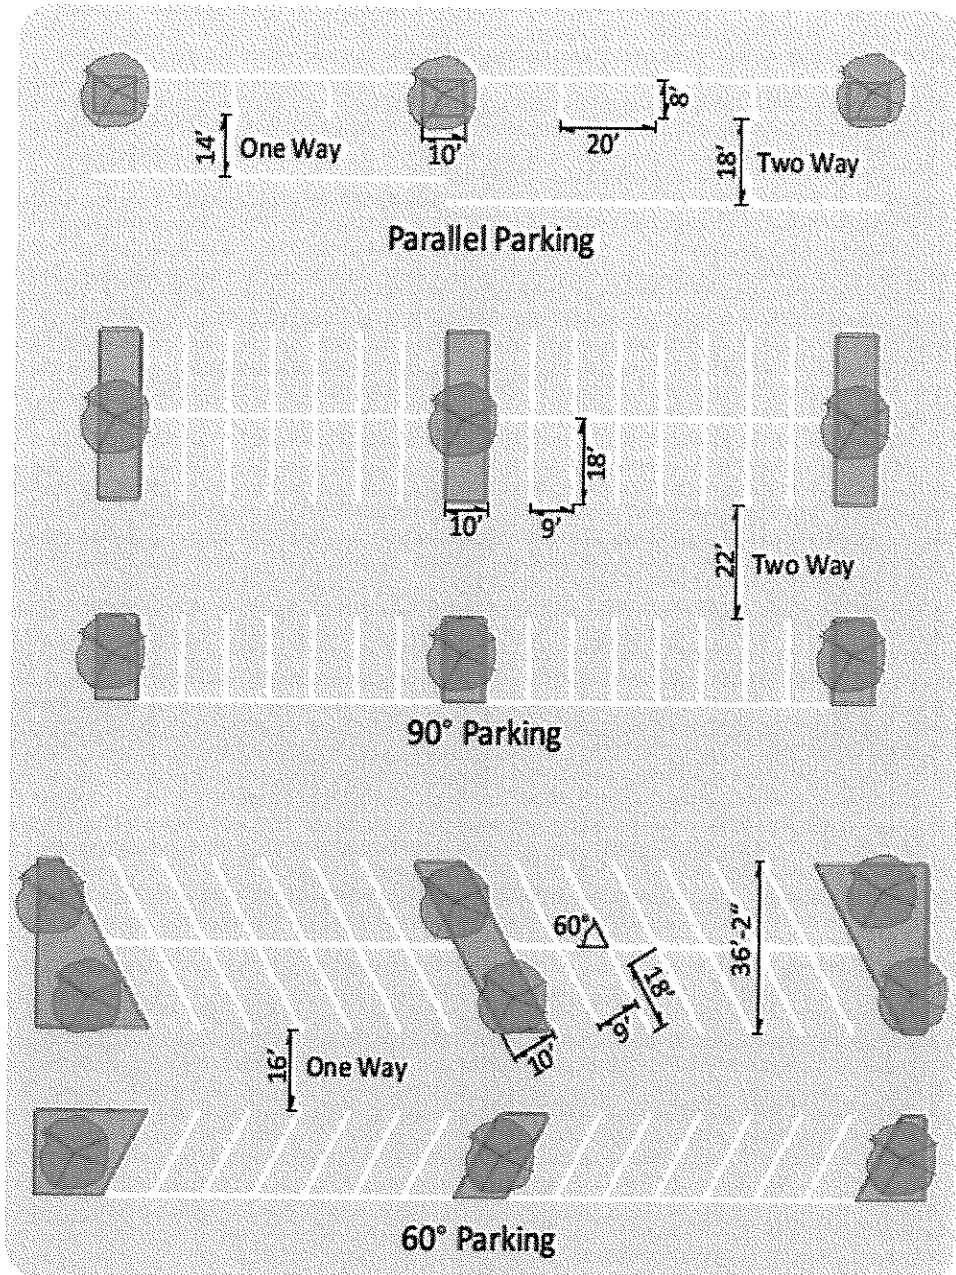 8'
14'
One Way
10'
20'
18'
Two Way
Parallel Parking
18'
10'
9'
22'
Two Way
90° Parking
60°
36'-2"
18'
9'
10'
16'
One Way
60° Parking